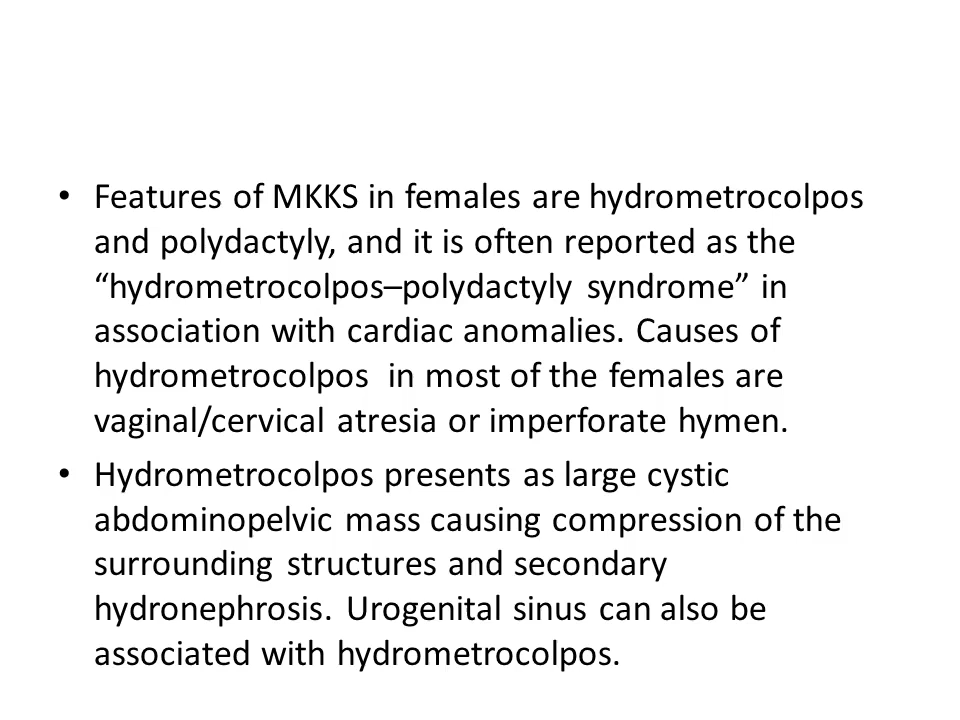 • Features of MKKS in females are hydrometrocolpos
and polydactyly, and it is often reported as the
“hydrometrocolpos–polydactyly syndrome” in
association with cardiac anomalies. Causes of
hydrometrocolpos  in most of the females are
vaginal/cervical atresia or imperforate hymen.
• Hydrometrocolpos presents as large cystic
abdominopelvic mass causing compression of the
surrounding structures and secondary
hydronephrosis. Urogenital sinus can also be
associated with hydrometrocolpos.